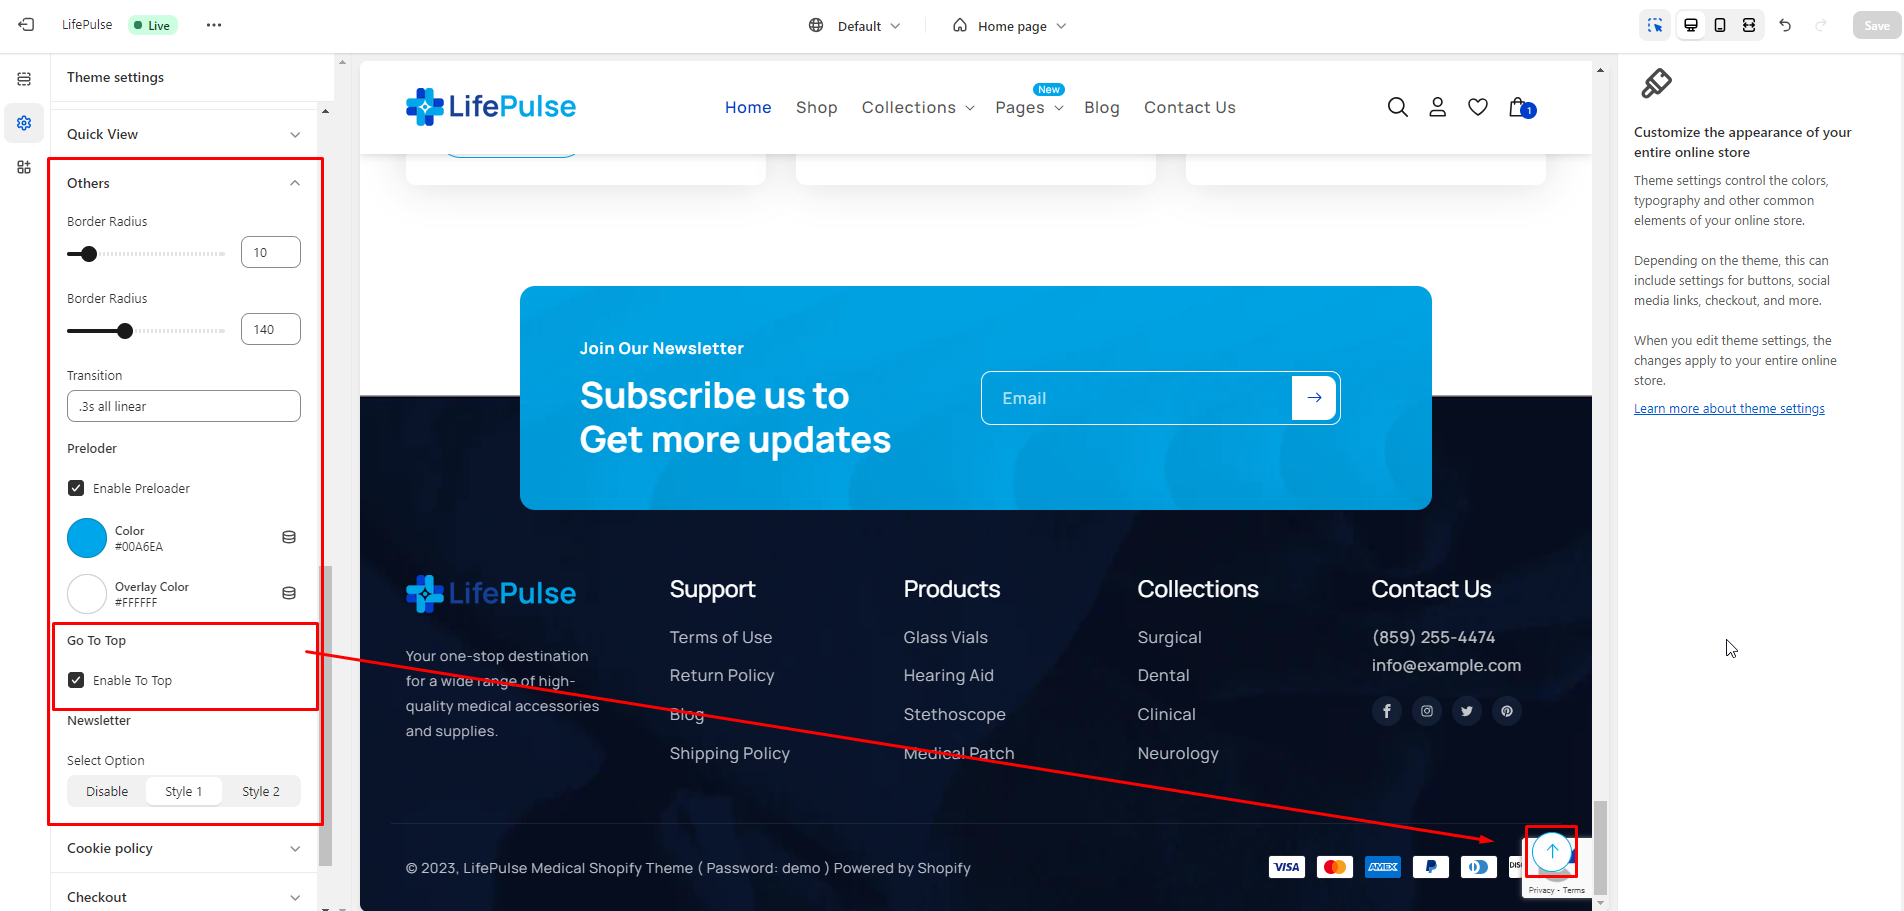 LifePulse
Live
Default
Home page
Save
Theme settings
Quick View
Others
Border Radius
10
Border Radius
140
Transition
.3s all linear
Preloder
Enable Preloader
Color
#00A6EA
Overlay Color
#FFFFFF
Go To Top
Enable To Top
Newsletter
Select Option
Disable
Style 1
Style 2
Cookie policy
Checkout
LifePulse
Home
Shop
Collections
Pages
New
Blog
Contact Us
1
Join Our Newsletter
Subscribe us to
Get more updates
Email
LifePulse
Your one-stop destination
for a wide range of high-
quality medical accessories
and supplies.
Support
Terms of Use
Return Policy
Blog
Shipping Policy
Products
Glass Vials
Hearing Aid
Stethoscope
Medical Patch
Collections
Surgical
Dental
Clinical
Neurology
Contact Us
(859) 255-4474
info@example.com
© 2023, LifePulse Medical Shopify Theme ( Password: demo ) Powered by Shopify
VISA
AMEX
DISC
Privacy - Terms
Customize the appearance of your
entire online store
Theme settings control the colors,
typography and other common
elements of your online store.
Depending on the theme, this can
include settings for buttons, social
media links, checkout, and more.
When you edit theme settings, the
changes apply to your entire online
store.
Learn more about theme settings